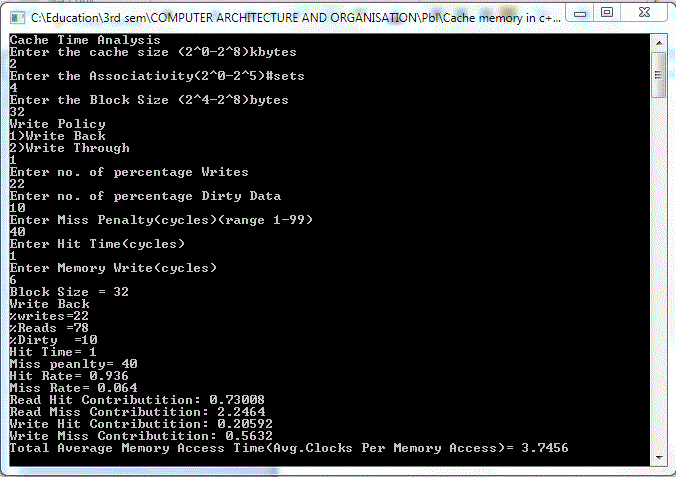 C:\Education\3rd sem\COMPUTER ARCHITECTURE AND ORGANISATION\Pbl\Cache memory in c+...
Cache Time Analysis
Enter the cache size (2^0-2^8)kbytes
2
Enter the Associativity(2^0-2^5)#sets
4
Enter the Block Size (2^4-2^8)bytes
32
Write Policy
1)Write Back
2)Write Through
1
Enter no. of percentage Writes
22
Enter no. of percentage Dirty Data
10
Enter Miss Penalty(cycles)(range 1-99)
40
Enter Hit Time(cycles)
1
Enter Memory Write(cycles)
6
Block Size = 32
Write Back
%writes=22
%Reads =78
%Dirty  =10
Hit Time= 1
Miss peanlty= 40
Hit Rate= 0.936
Miss Rate= 0.064
Read Hit Contributition: 0.73008
Read Miss Contributition: 2.2464
Write Hit Contributition: 0.20592
Write Miss Contributition: 0.5632
Total Average Memory Access Time(Avg.Clocks Per Memory Access)= 3.7456